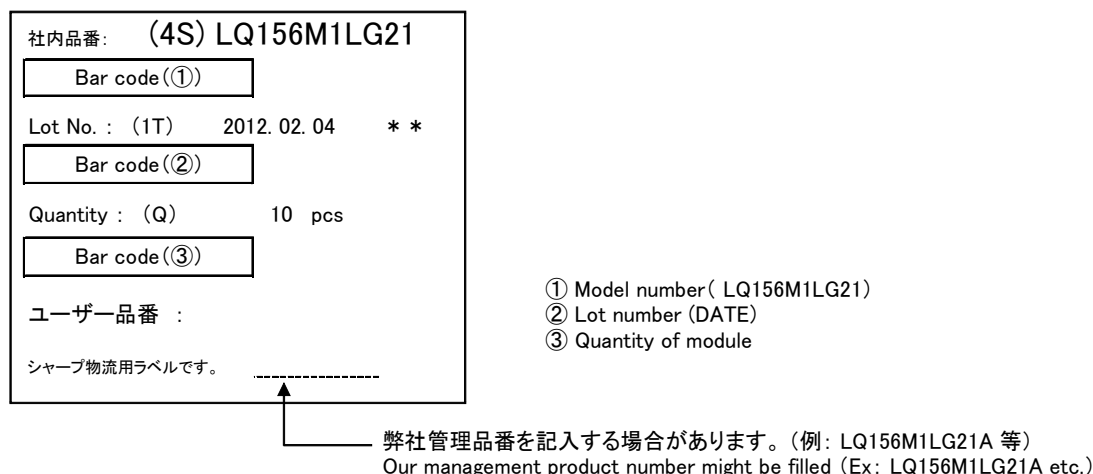 社内品番: (4S) LQ156M1LG21
Bar code(①)
Lot No. : (1T) 2012. 02. 04 * *
Bar code(②)
Quantity : (Q) 10 pcs
Bar code(③)
ユーザー品番 :
シャープ物流用ラベルです。
① Model number( LQ156M1LG21)
② Lot number (DATE)
③ Quantity of module
弊社管理品番を記入する場合があります。(例: LQ156M1LG21A 等)
Our management product number might be filled (Ex: LQ156M1LG21A etc.)